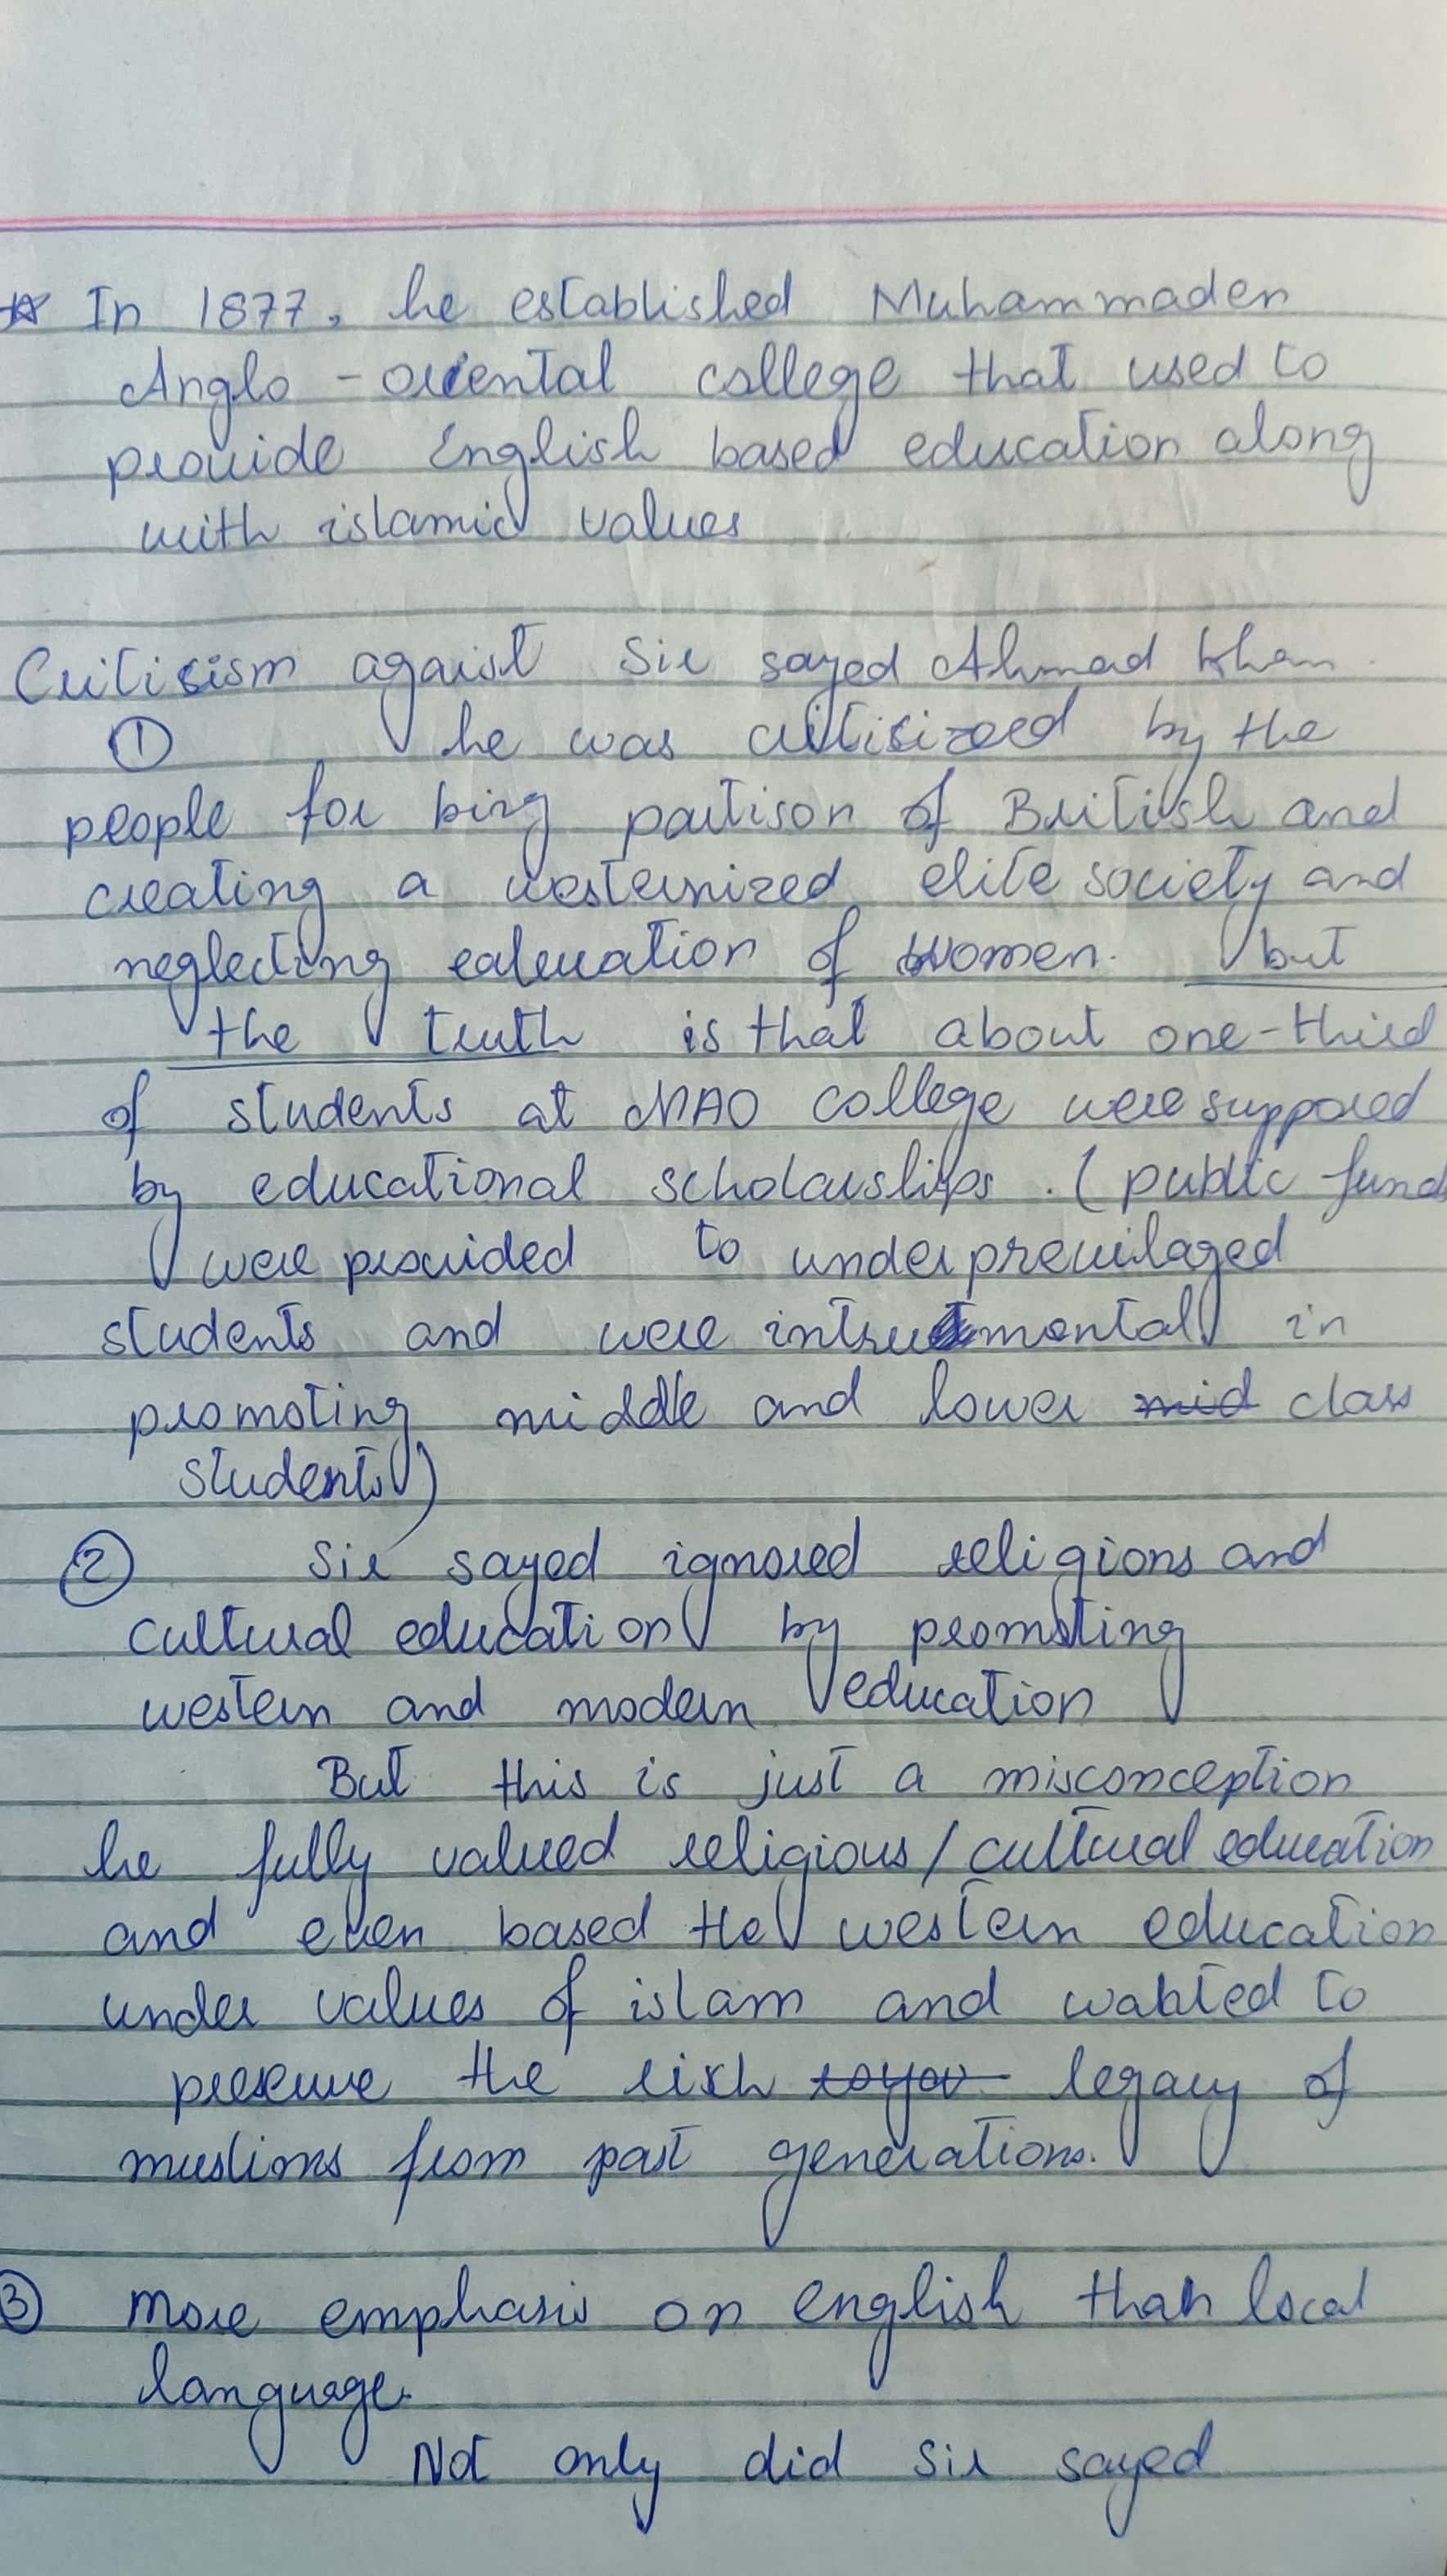 ☆ In 1877, he established Muhammaden
Anglo - oriental college that used to
provide English based education along
with islamic values
Critisism against Sir sayed Ahmad Khan
① he was critisized by the
people for bing partison of British and
creating a westernized elite society and
neglecting of women. but
the truth is that about one-third
of students at MAO college were suppored
by educational scholarships. (public fund
were provided to underprevilaged
students and were intrumental in
promoting middle and lower mid class
students)
② Sir sayed ignored religions and
cultural education by promoting
western and modern education
But this is just a misconception
he fully valued religious / cultural education
and even based the western education
under values of islam and wabted to
preserve the rich legacy of
muslims from past generations.
③ more emphasis on english than local
language.
Not only did Sir sayed